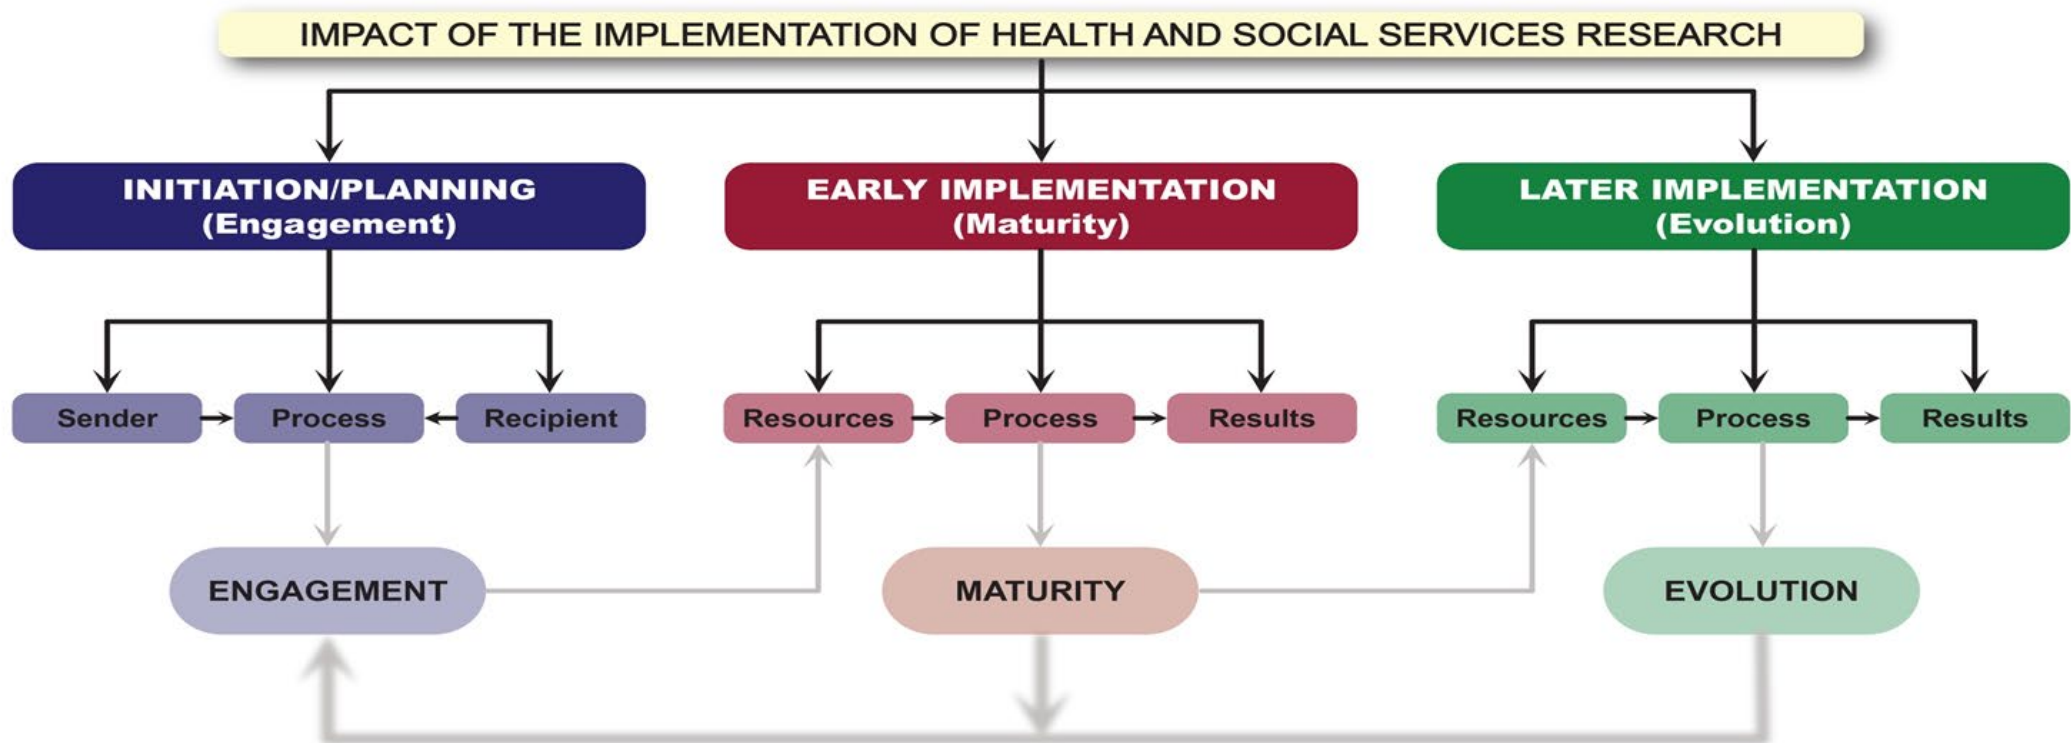 IMPACT OF THE IMPLEMENTATION OF HEALTH AND SOCIAL SERVICES RESEARCH
INITIATION/PLANNING
(Engagement)
EARLY IMPLEMENTATION
(Maturity)
LATER IMPLEMENTATION
(Evolution)
Sender
Process
Recipient
Resources
Process
Results
Resources
Process
Results
ENGAGEMENT
MATURITY
EVOLUTION